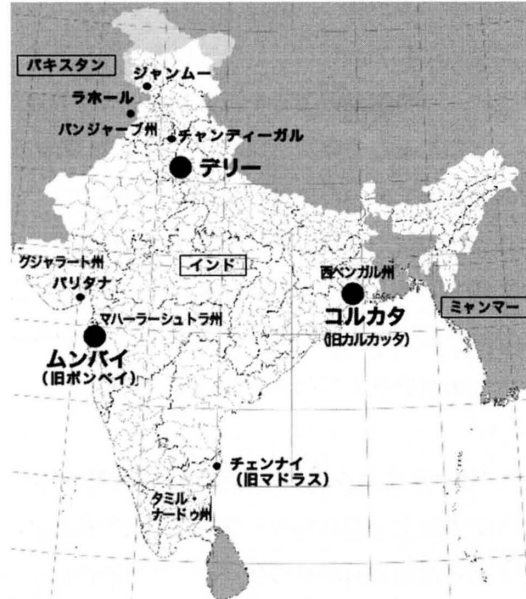 パキスタン
ジャンムー
ラホール
パンジャーブ州
チャンディーガル
デリー
グジャラート州
パリタナ
インド
西ベンガル州
コルカタ
(旧カルカッタ)
ミャンマー
マハーラーシュトラ州
ムンバイ
(旧ボンベイ)
チェンナイ
(旧マドラス)
タミル・
ナードゥ州